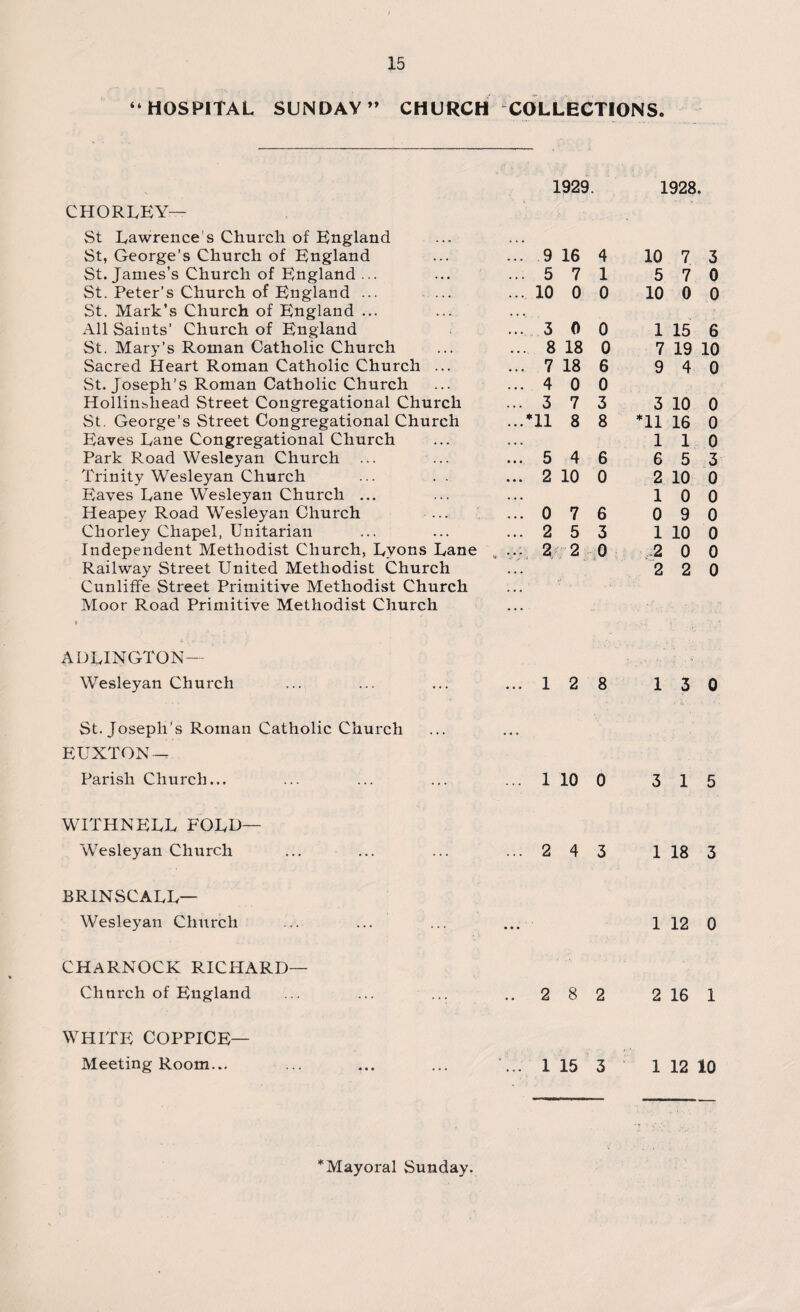 15
“HOSPITAL SUNDAY” CHURCH COLLECTIONS.
1929. 1928.
CHORLEY—
St Lawrence's Church of England ... ...
St, George's Church of England ... ... 9 16 4 10 7 3
St. James's Church of England ... ... ... 5 7 1 5 7 0
St. Peter's Church of England ... ... ... 10 0 0 10 0 0
St. Mark's Church of England ... ... ...
All Saints' Church of England ... 3 0 0 1 15 6
St. Mary's Roman Catholic Church ... ... 8 18 0 7 19 10
Sacred Heart Roman Catholic Church ... ... 7 18 6 9 4 0
St. Joseph's Roman Catholic Church ... ... 4 0 0
Hollinshead Street Congregational Church ... 3 7 3 3 10 0
St. George's Street Congregational Church ...*11 8 8 *11 16 0
Eaves Lane Congregational Church ... ... 1 1 0
Park Road Wesleyan Church ... ... ... 5 4 6 6 5 3
Trinity Wesleyan Church ... . . ... 2 10 0 2 10 0
Eaves Lane Wesleyan Church ... ... ... 1 0 0
Heapey Road Wesleyan Church ... ... 0 7 6 0 9 0
Chorley Chapel, Unitarian ... ... ... 2 5 3 1 10 0
Independent Methodist Church, Lyons Lane ... 2 2 0 2 0 0
Railway Street United Methodist Church ... 2 2 0
Cunliffe Street Primitive Methodist Church ...
Moor Road Primitive Methodist Church ...
ADLINGTON—
Wesleyan Church ... ... ... ... 1 2 8 1 3 0
St. Joseph's Roman Catholic Church ... ...
EUXTON—
Parish Church... ... ... ... ... 1 10 0 3 1 5
WITHNELL FOLD—
Wesleyan Church ... ... ... ... 2 4 3 1 18 3
BRINSCALL—
Wesleyan Church ... ... ... ... 1 12 0
CHARNOCK RICHARD—
Church of England ... ... ... .. 2 8 2 2 16 1
WHITE COPPICE—
Meeting Room... ... ... ... ... 1 15 3 1 12 10
*Mayoral Sunday.